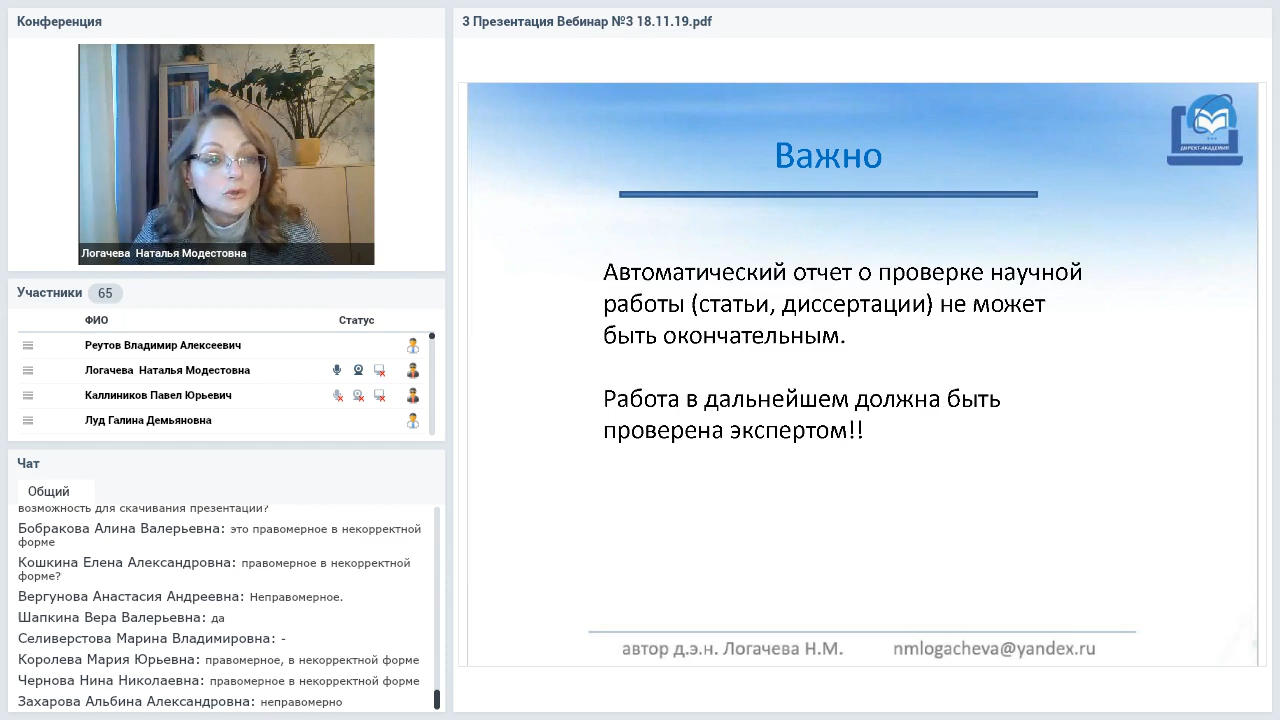 Конференция
Логачева  Наталья Модестовна
Участники 65
ФИО Статус
Реутов Владимир Алексеевич
Логачева  Наталья Модестовна
Каллиников Павел Юрьевич
Луд Галина Демьяновна
Чат
Общий
возможность для скачивания презентации?
Бобракова Алина Валерьевна: это правомерное в некорректной
форме
Кошкина Елена Александровна: правомерное в некорректной
форме?
Вергунова Анастасия Андреевна: Неправомерное.
Шапкина Вера Валерьевна: да
Селиверстова Марина Владимировна: -
Королева Мария Юрьевна: правомерное, в некорректной форме
Чернова Нина Николаевна: правомерное в некорректной форме
Захарова Альбина Александровна: неправомерно
3 Презентация Вебинар №3 18.11.19.pdf
ДИРЕКТ-АКАДЕМИЯ
Важно
Автоматический отчет о проверке научной
работы (статьи, диссертации) не может
быть окончательным.
Работа в дальнейшем должна быть
проверена экспертом!!
автор д.э.н. Логачева Н.М. nmlogacheva@yandex.ru